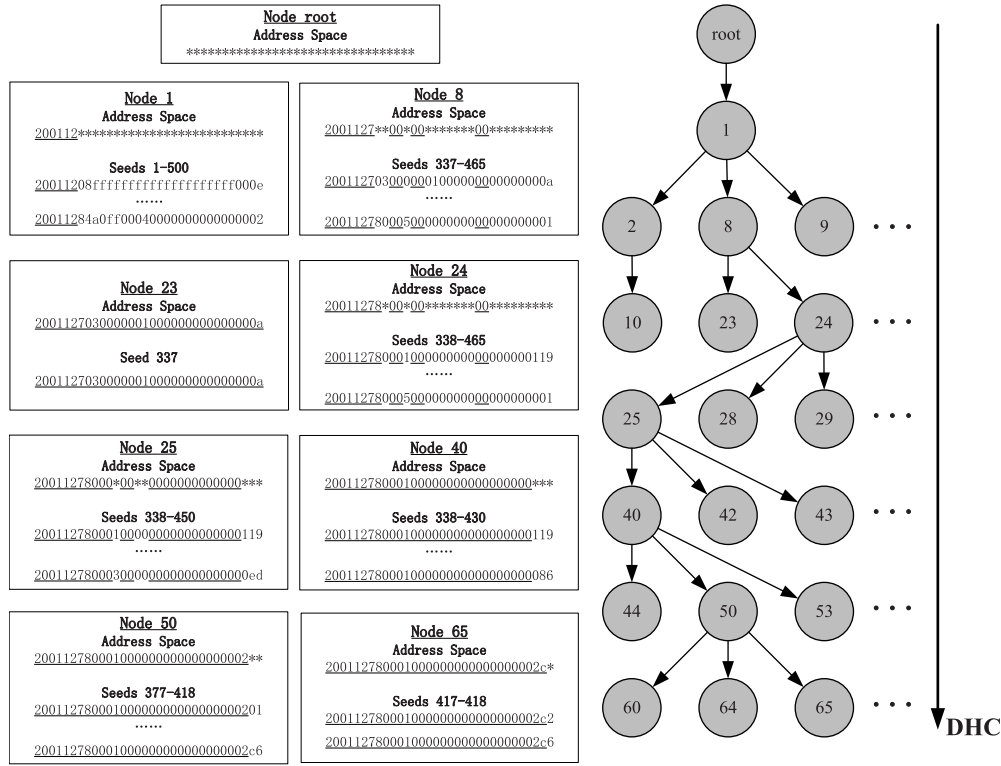 Node root
Address Space
********************************
Node 1
Address Space
200112**************************
Seeds 1-500
20011208ffffffffffffffffffff000e
......
20011284a0ff00040000000000000002
Node 8
Address Space
2001127**00*00*******00*********
Seeds 337-465
2001127030000001000000000000000a
......
20011278000500000000000000000001
Node 23
Address Space
2001127030000001000000000000000a
Seed 337
2001127030000001000000000000000a
Node 24
Address Space
20011278*00*00*******00*********
Seeds 338-465
20011278000100000000000000000119
......
20011278000500000000000000000001
Node 25
Address Space
20011278000*00**0000000000000***
Seeds 338-450
20011278000100000000000000000119
......
200112780003000000000000000000ed
Node 40
Address Space
20011278000100000000000000000***
Seeds 338-430
20011278000100000000000000000119
......
20011278000100000000000000000086
Node 50
Address Space
200112780001000000000000000002**
Seeds 377-418
20011278000100000000000000000201
......
200112780001000000000000000002c6
Node 65
Address Space
200112780001000000000000000002c*
Seeds 417-418
200112780001000000000000000002c2
200112780001000000000000000002c6
root
1
2 8 9 ...
10 23 24 ...
25 28 29 ...
40 42 43 ...
44 50 53 ...
60 64 65 ...
DHC